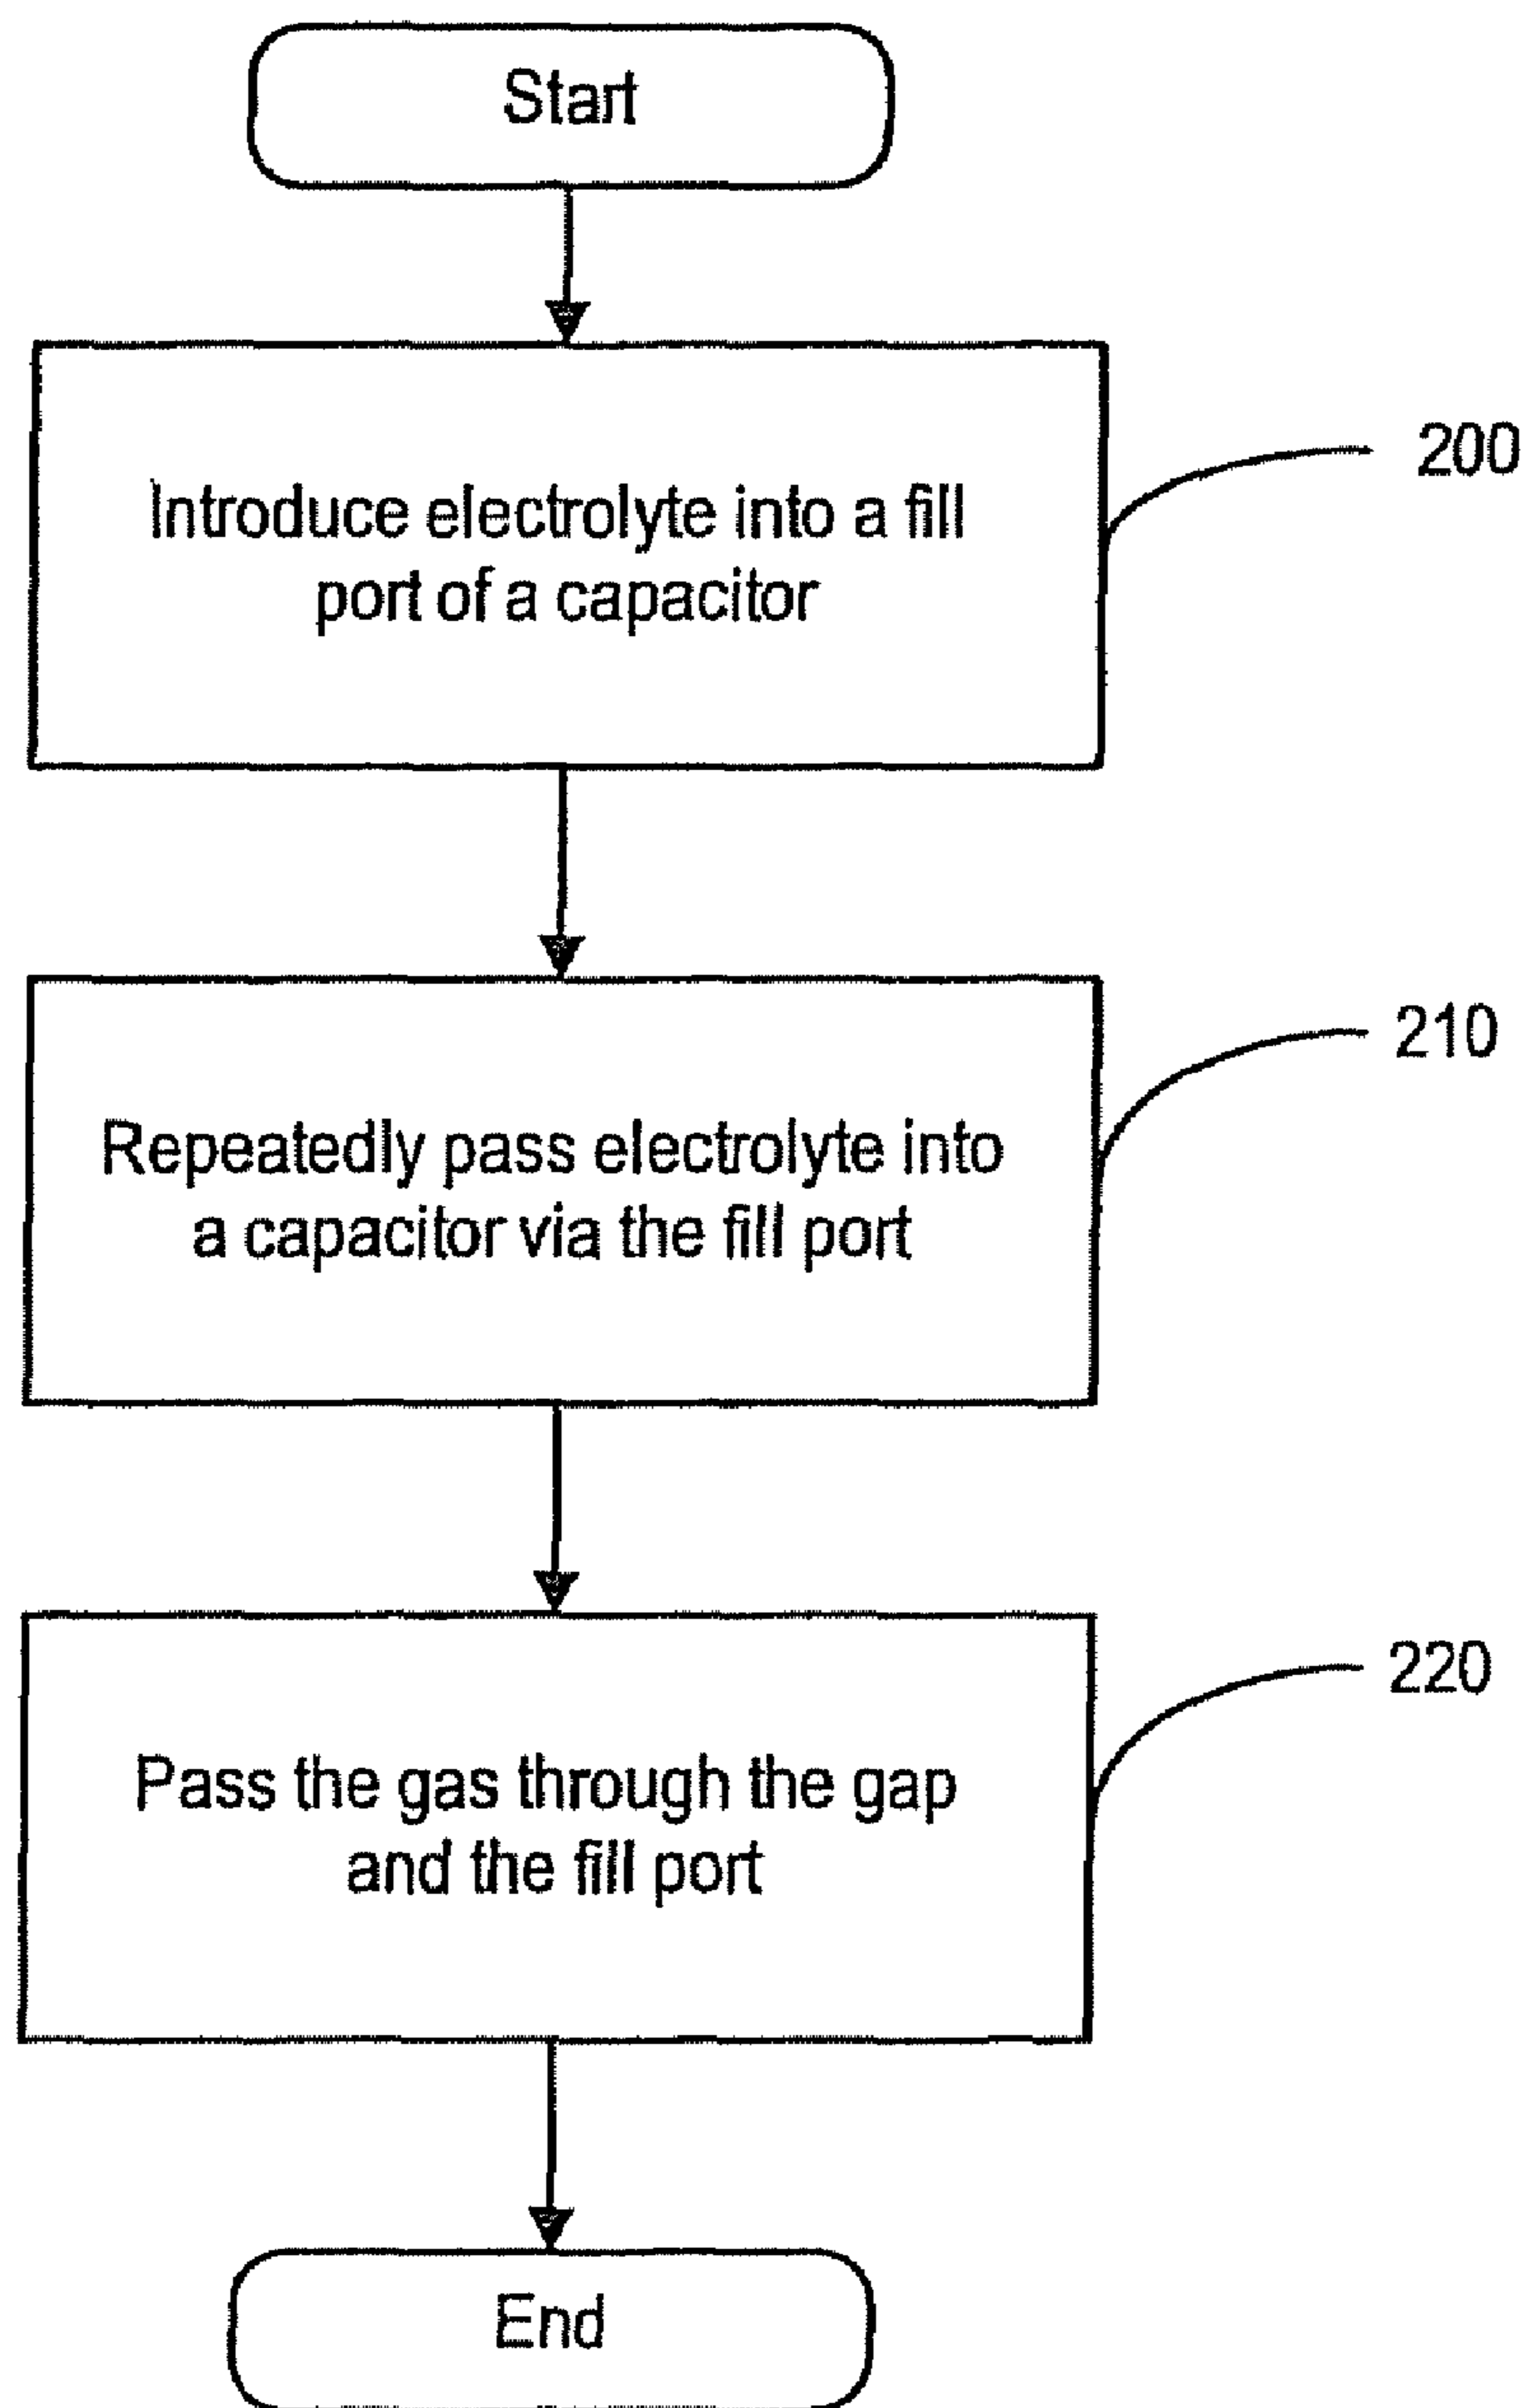 Start
Introduce electrolyte into a fill
port of a capacitor
200
Repeatedly pass electrolyte into
a capacitor via the fill port
210
Pass the gas through the gap
and the fill port
220
End